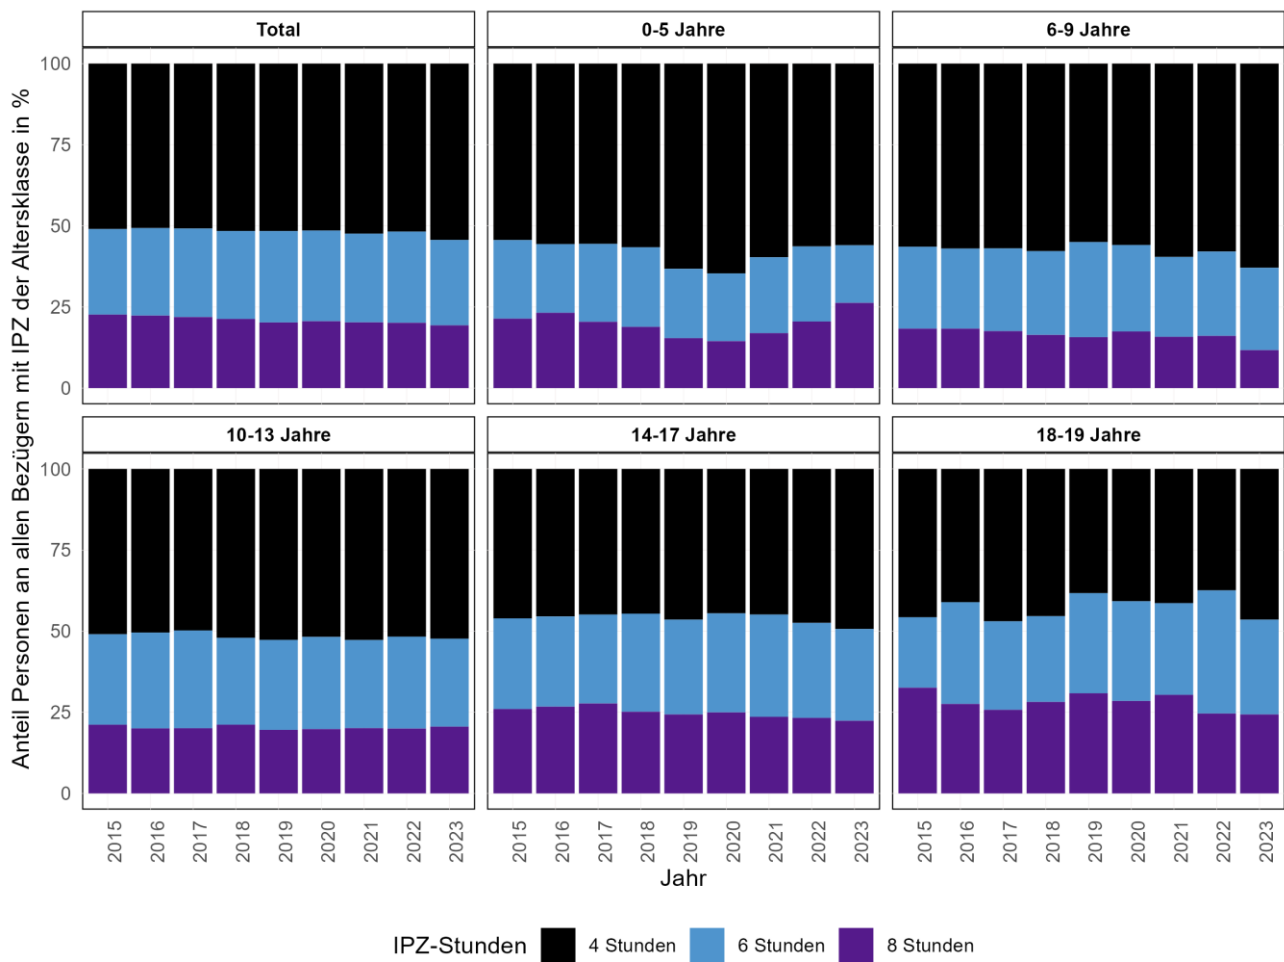 Total
0-5 Jahre
6-9 Jahre
Anteil Personen an allen Bezügern mit IPZ der Altersklasse in %
100
75
50
25
0
10-13 Jahre
14-17 Jahre
18-19 Jahre
100
75
50
25
0
2015 2016 2017 2018 2019 2020 2021 2022 2023
2015 2016 2017 2018 2019 2020 2021 2022 2023
2015 2016 2017 2018 2019 2020 2021 2022 2023
Jahr
IPZ-Stunden 4 Stunden 6 Stunden 8 Stunden